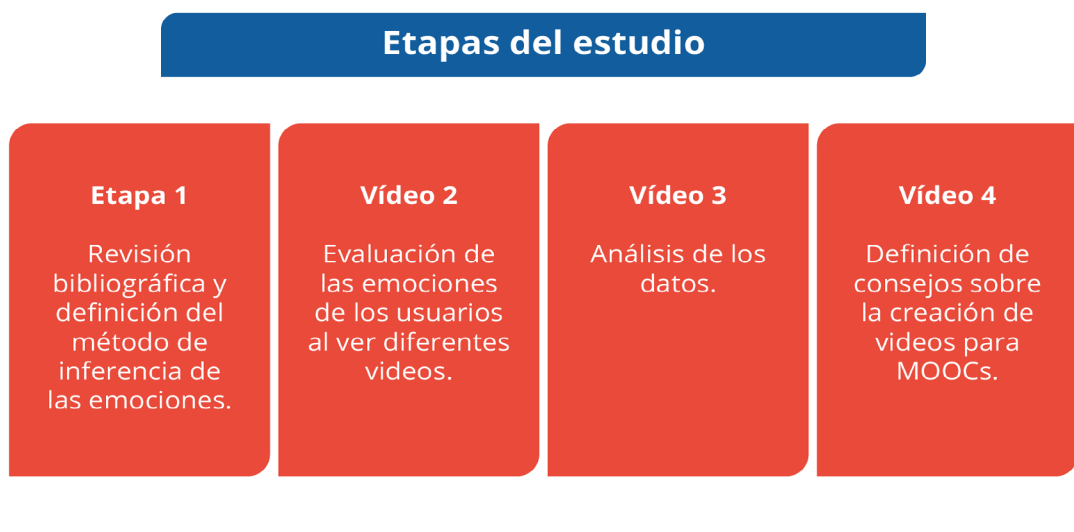 Etapas del estudio
Etapa 1
Revisión
bibliográfica y
definición del
método de
inferencia de
las emociones.
Vídeo 2
Evaluación de
las emociones
de los usuarios
al ver diferentes
videos.
Vídeo 3
Análisis de los
datos.
Vídeo 4
Definición de
consejos sobre
la creación de
videos para
MOOCs.